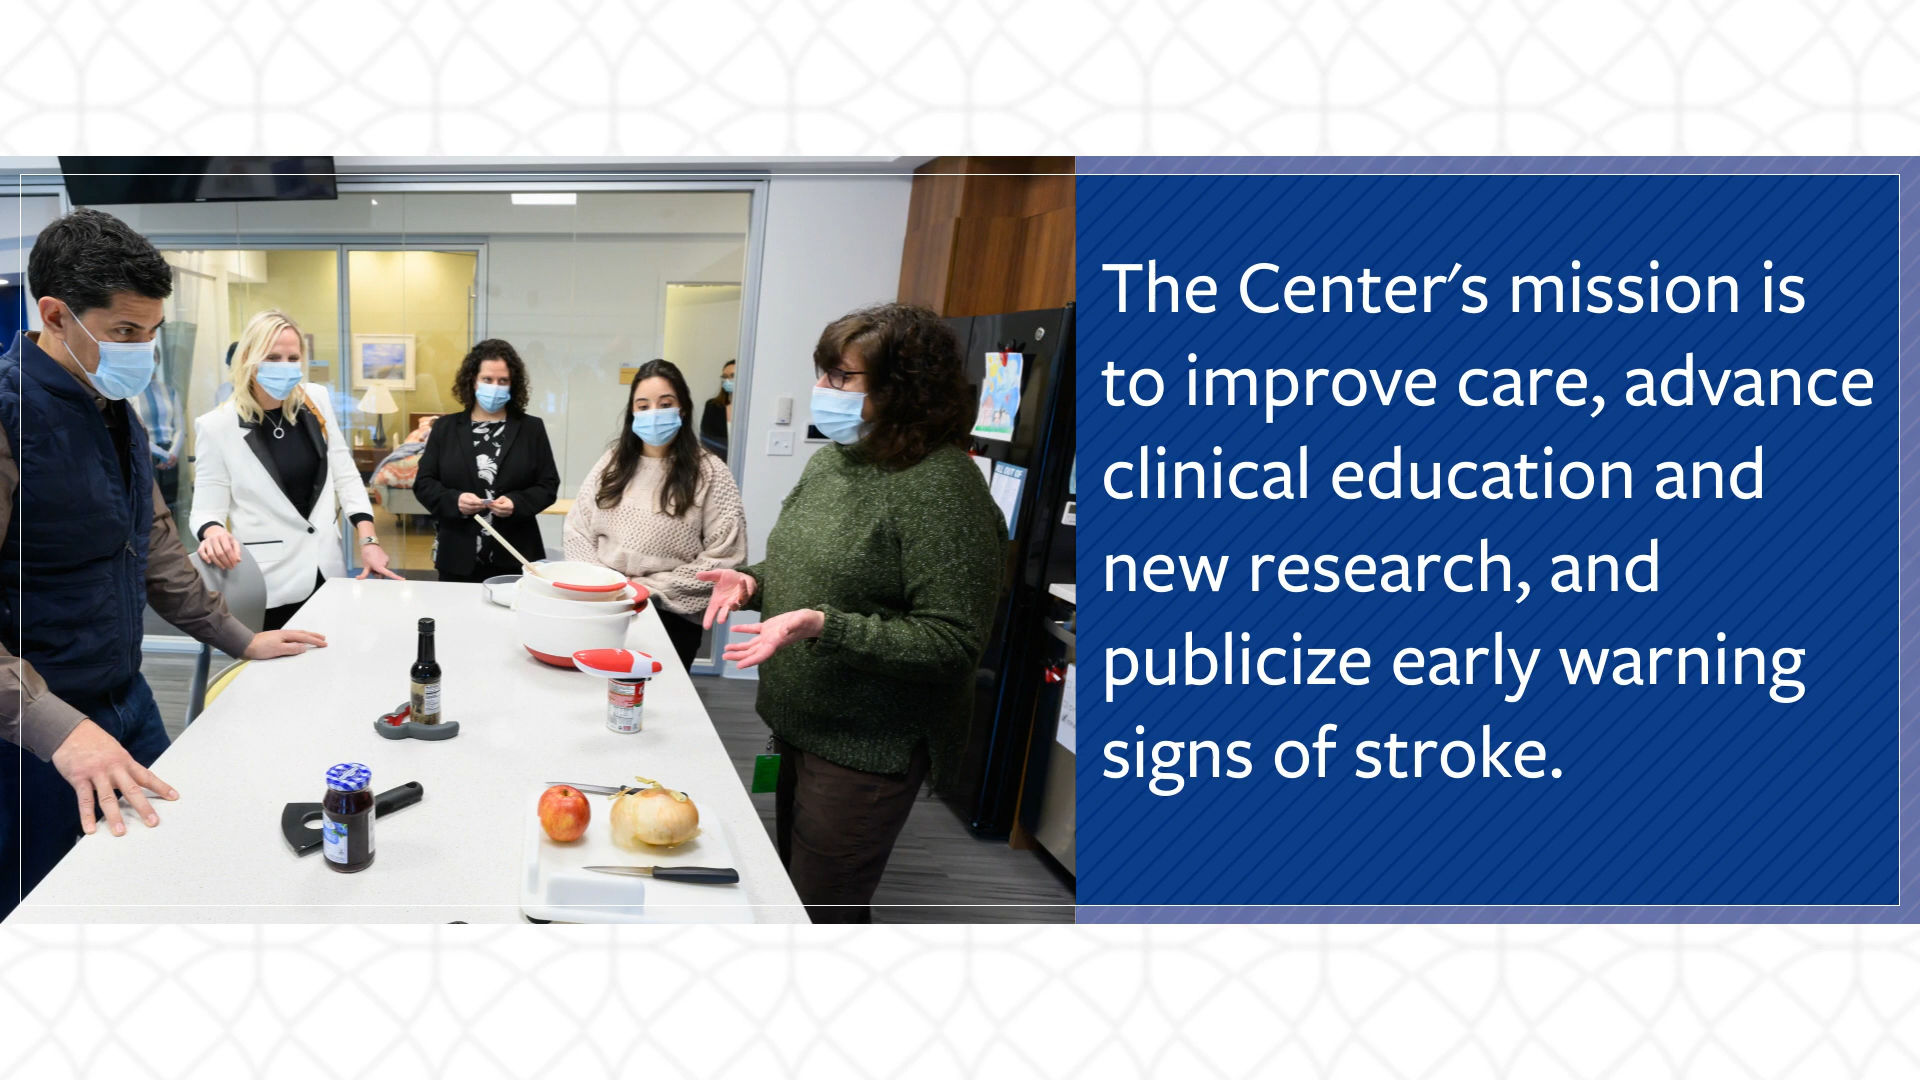 The Center's mission is
to improve care, advance
clinical education and
new research, and
publicize early warning
signs of stroke.